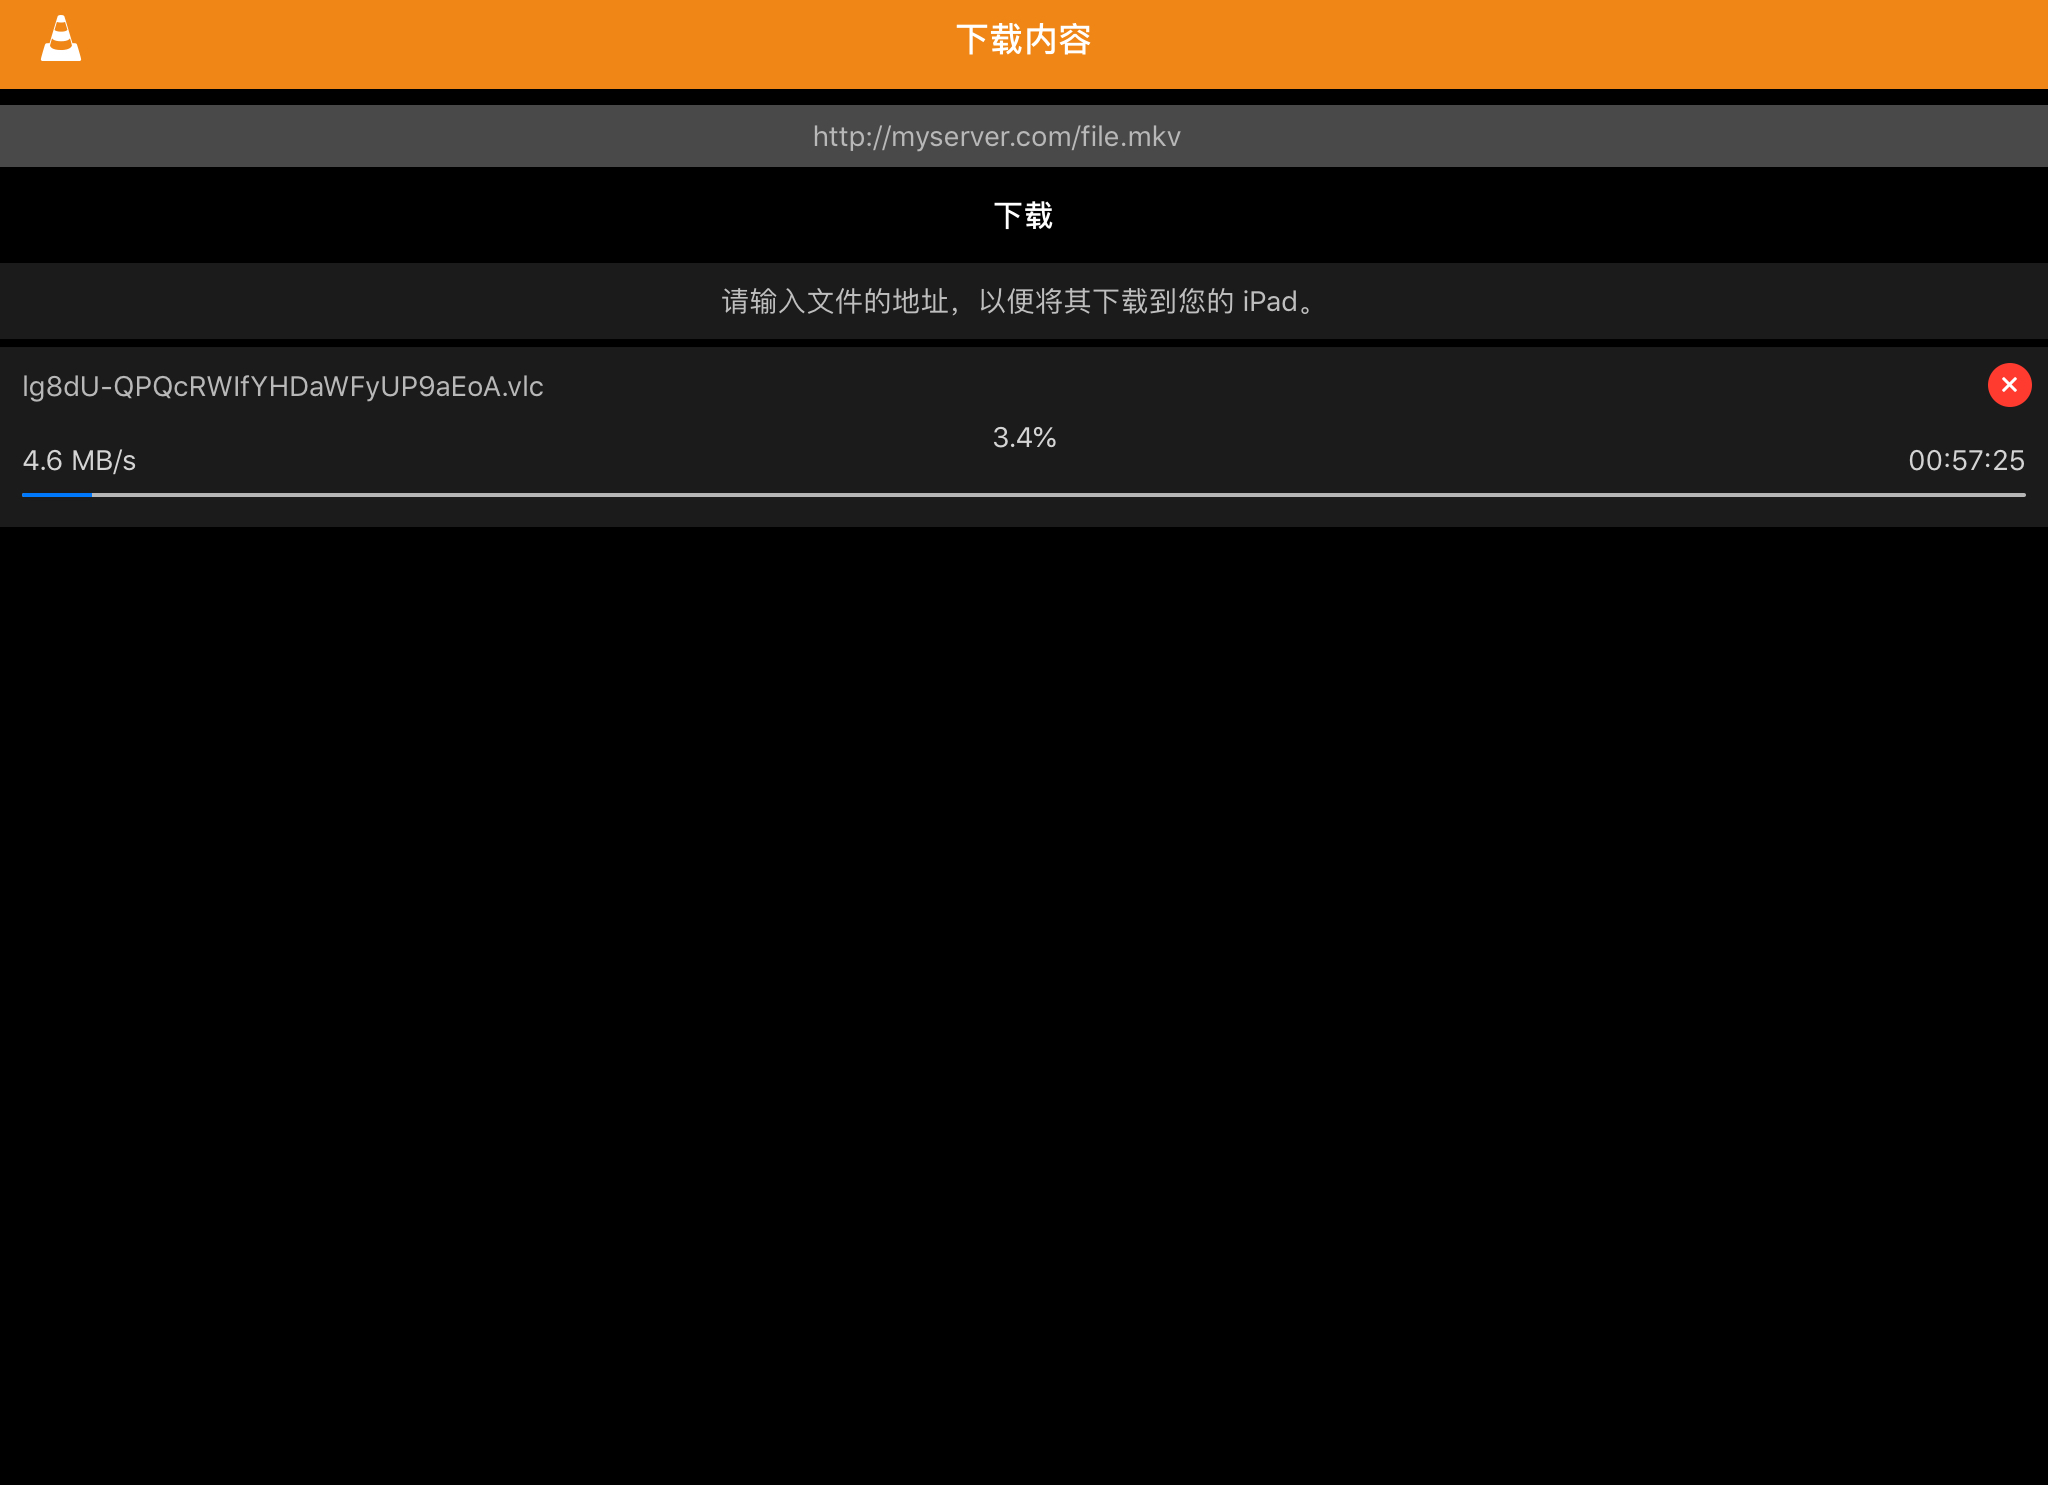 下载内容
http://myserver.com/file.mkv
下载
请输入文件的地址，以便将其下载到您的 iPad。
lg8dU-QPQcRWIfYHDaWFyUP9aEoA.vlc
3.4%
4.6 MB/s
00:57:25